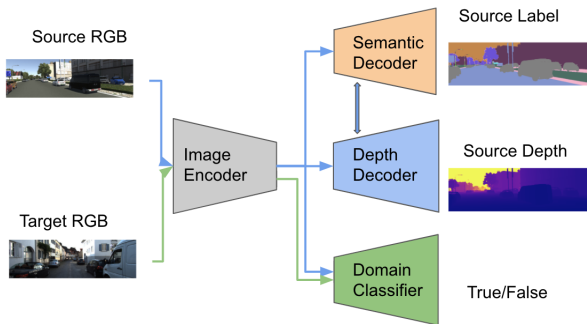 Source RGB
Target RGB
Image
Encoder
Semantic
Decoder
Depth
Decoder
Domain
Classifier
Source Label
Source Depth
True/False